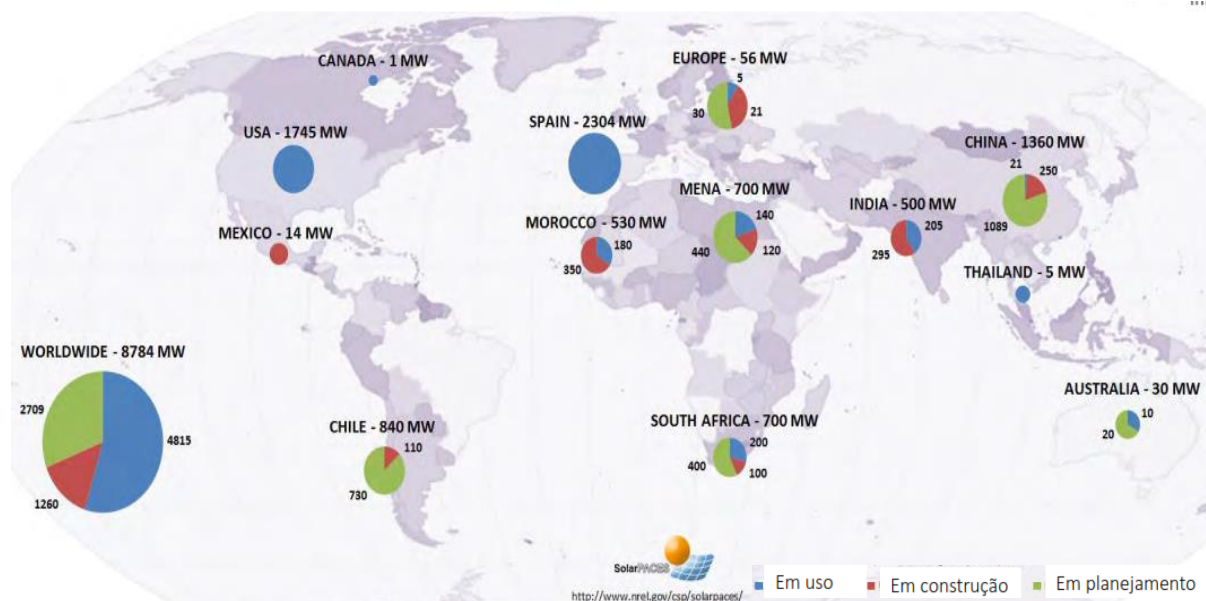 CANADA - 1 MW
EUROPE - 56 MW
5
30
21
USA - 1745 MW
SPAIN - 2304 MW
CHINA - 1360 MW
21
250
1089
MENA - 700 MW
140
440
120
INDIA - 500 MW
205
295
MOROCCO - 530 MW
180
350
MEXICO - 14 MW
THAILAND - 5 MW
WORLDWIDE - 8784 MW
2709
4815
1260
AUSTRALIA - 30 MW
10
20
CHILE - 840 MW
110
730
SOUTH AFRICA - 700 MW
200
400
100
SolarPACES
http://www.nrel.gov/csp/solarpaces/
Em uso
Em construção
Em planejamento